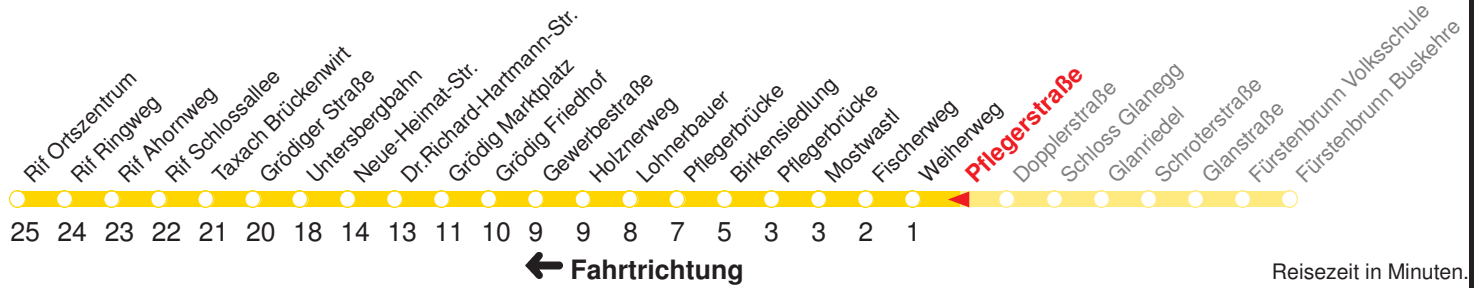 Rif Ortszentrum
Rif Ringweg
Rif Ahornweg
Rif Schlossallee
Taxach Brückenwirt
Grödiger Straße
Untersbergbahn
Neue-Heimat-Str.
Dr.Richard-Hartmann-Str.
Grödig Marktplatz
Grödig Friedhof
Gewerbestraße
Holznerweg
Lohnerbauer
Pflegerbrücke
Birkensiedlung
Pflegerbrücke
Mostwastl
Fischerweg
Weiherweg
Pflegerstraße
Dopplerstraße
Schloss Glanegg
Glanriedel
Schroterstraße
Glanstraße
Fürstenbrunn Volksschule
Fürstenbrunn Buskehre
25 24 23 22 21 20 18 14 13 11 10 9 9 8 7 5 3 3 2 1
Fahrtrichtung
Reisezeit in Minuten.